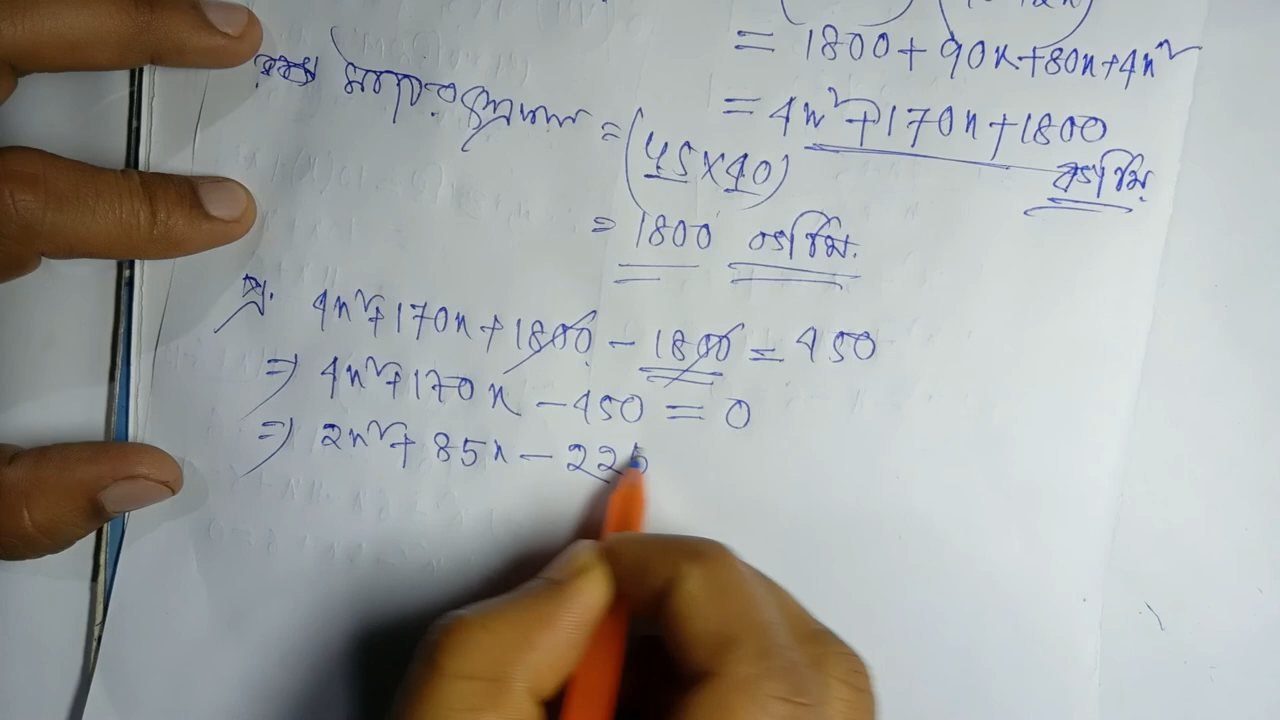 = 1800 + 90x + 80x + 4x²
= 4x² + 170x + 1800
বর্গমি.
= (45 × 40)
= 1800 বর্গমি.
প্র. 4x² + 170x + 1800 - 1800 = 450
⇒ 4x² + 170x - 450 = 0
⇒ 2x² + 85x - 225